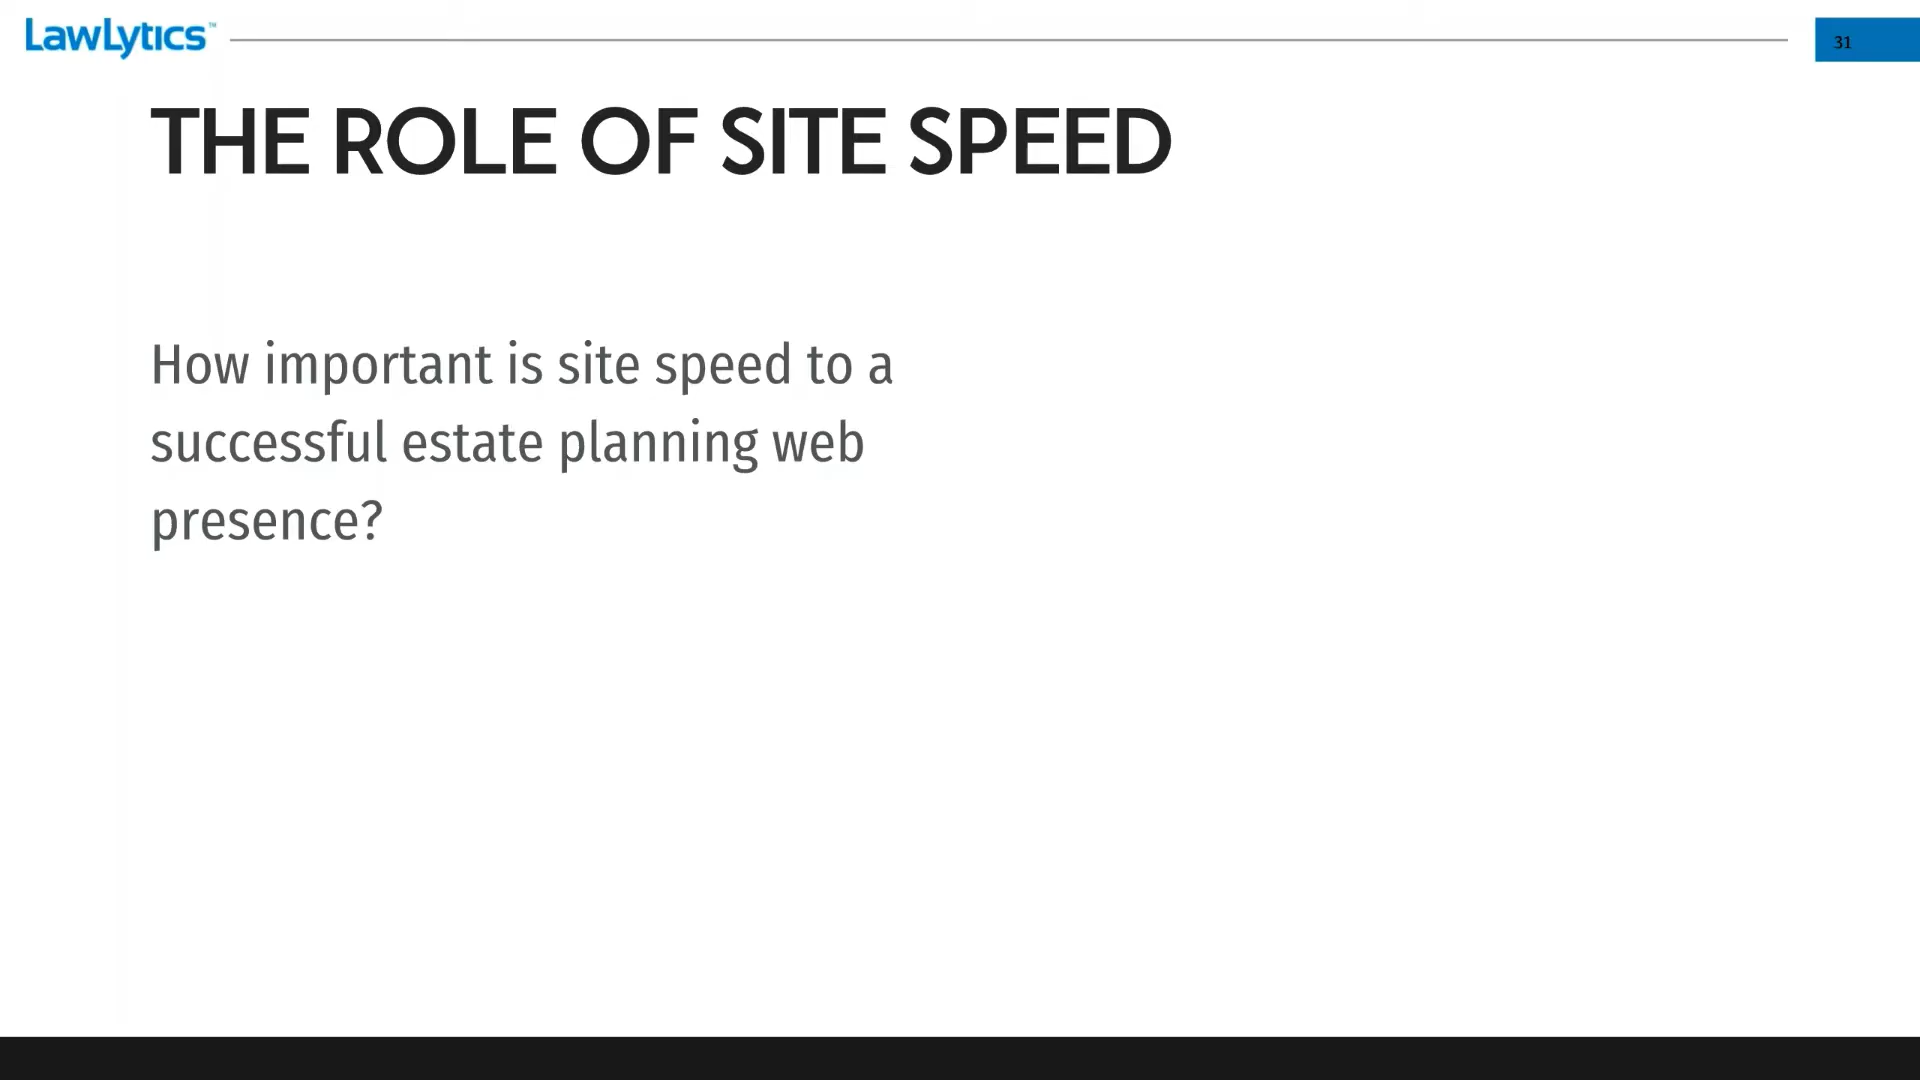 LawLytics™
31
THE ROLE OF SITE SPEED
How important is site speed to a
successful estate planning web
presence?